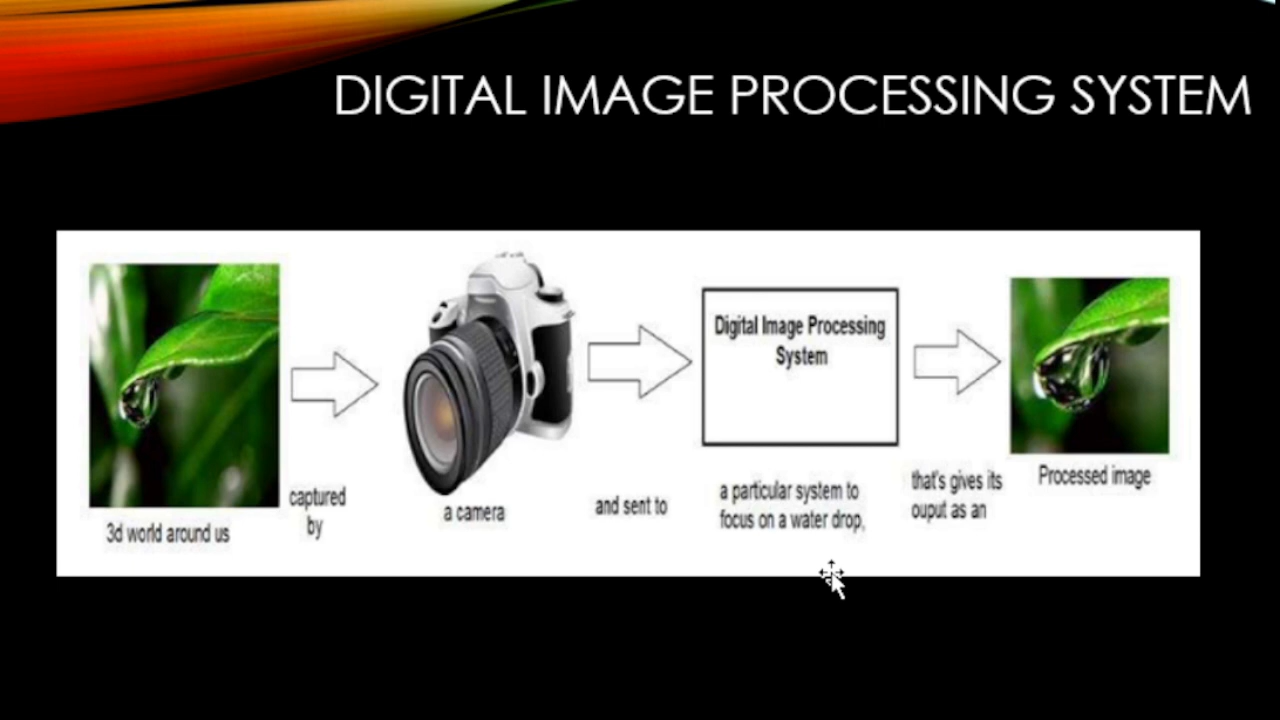 DIGITAL IMAGE PROCESSING SYSTEM
Digital Image Processing
System
3d world around us
captured
by
a camera
and sent to
a particular system to
focus on a water drop,
that's gives its
ouput as an
Processed image